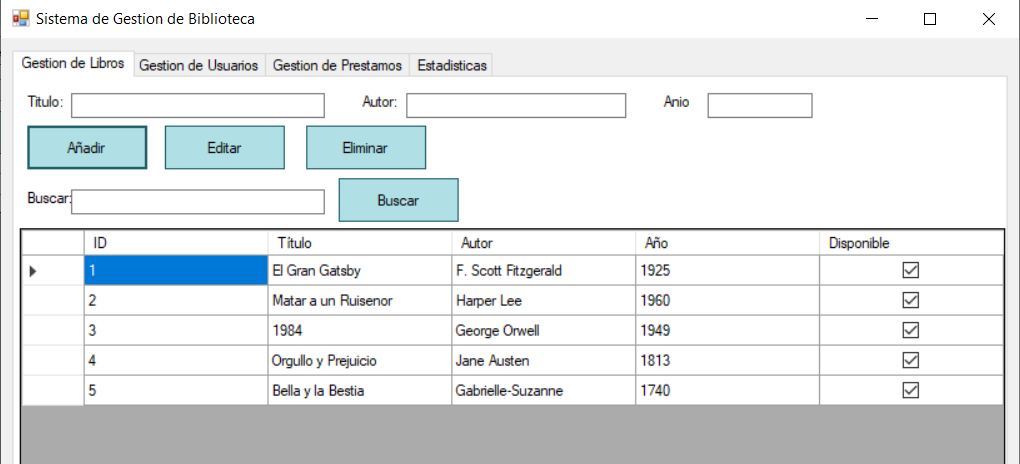 Sistema de Gestion de Biblioteca
Gestion de Libros Gestion de Usuarios Gestion de Prestamos Estadisticas
Titulo: Autor: Anio
Añadir Editar Eliminar
Buscar: Buscar
ID Título Autor Año Disponible
1 El Gran Gatsby F. Scott Fitzgerald 1925
2 Matar a un Ruisenor Harper Lee 1960
3 1984 George Orwell 1949
4 Orgullo y Prejuicio Jane Austen 1813
5 Bella y la Bestia Gabrielle-Suzanne 1740